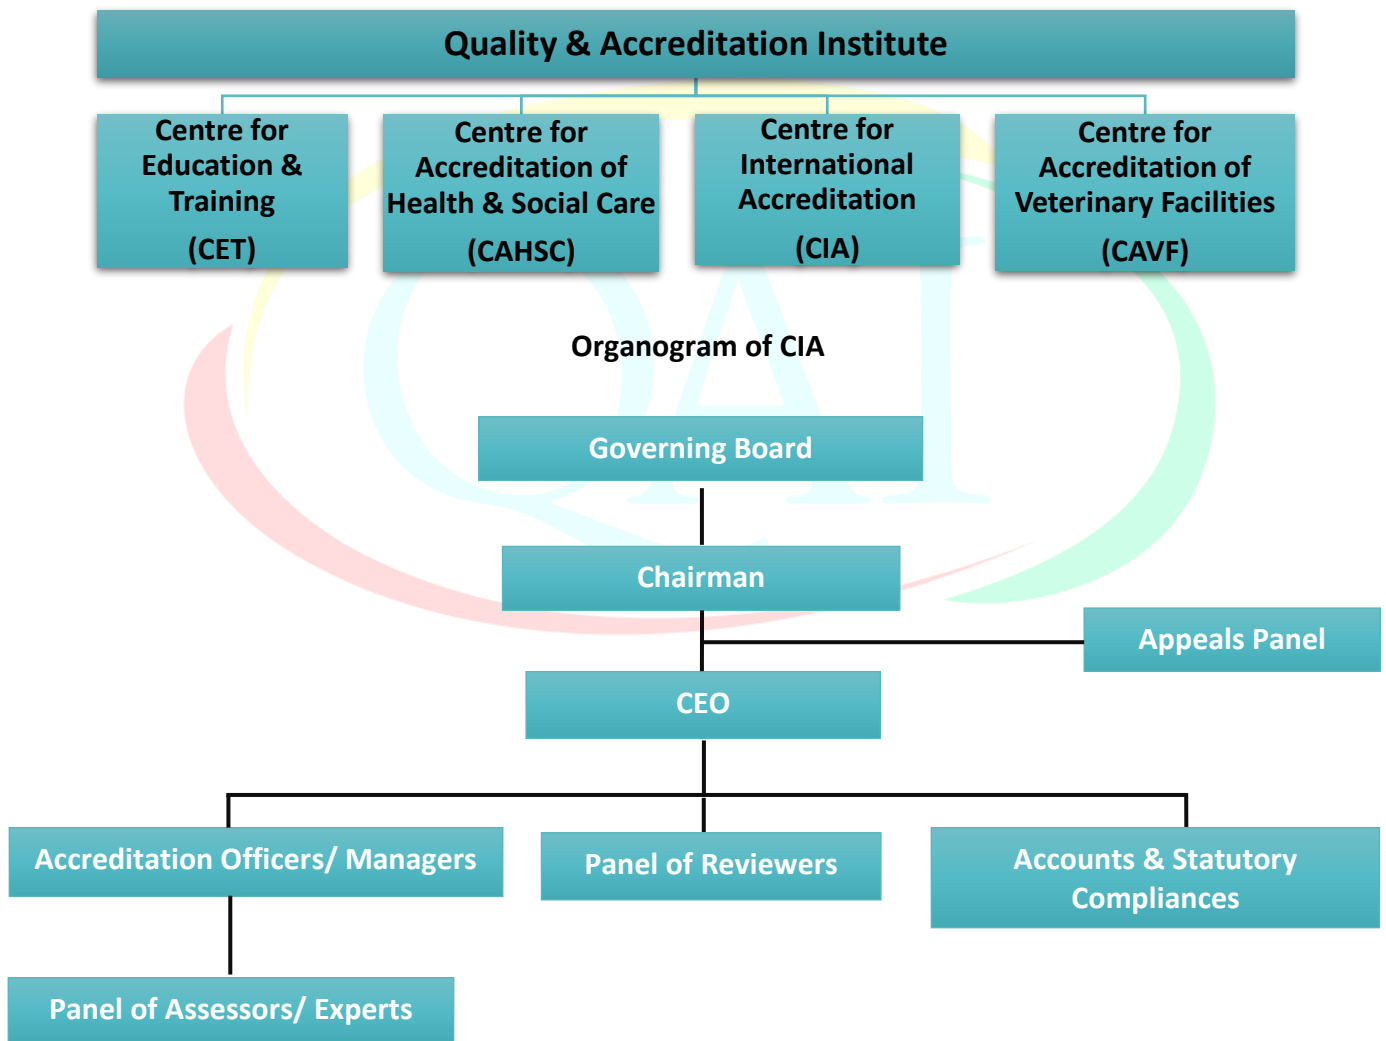 Quality & Accreditation Institute
Centre for
Education &
Training
(CET)
Centre for
Accreditation of
Health & Social Care
(CAHSC)
Centre for
International
Accreditation
(CIA)
Centre for
Accreditation of
Veterinary Facilities
(CAVF)
QAI
Organogram of CIA
Governing Board
Chairman
Appeals Panel
CEO
Accreditation Officers/ Managers
Panel of Reviewers
Accounts & Statutory
Compliances
Panel of Assessors/ Experts